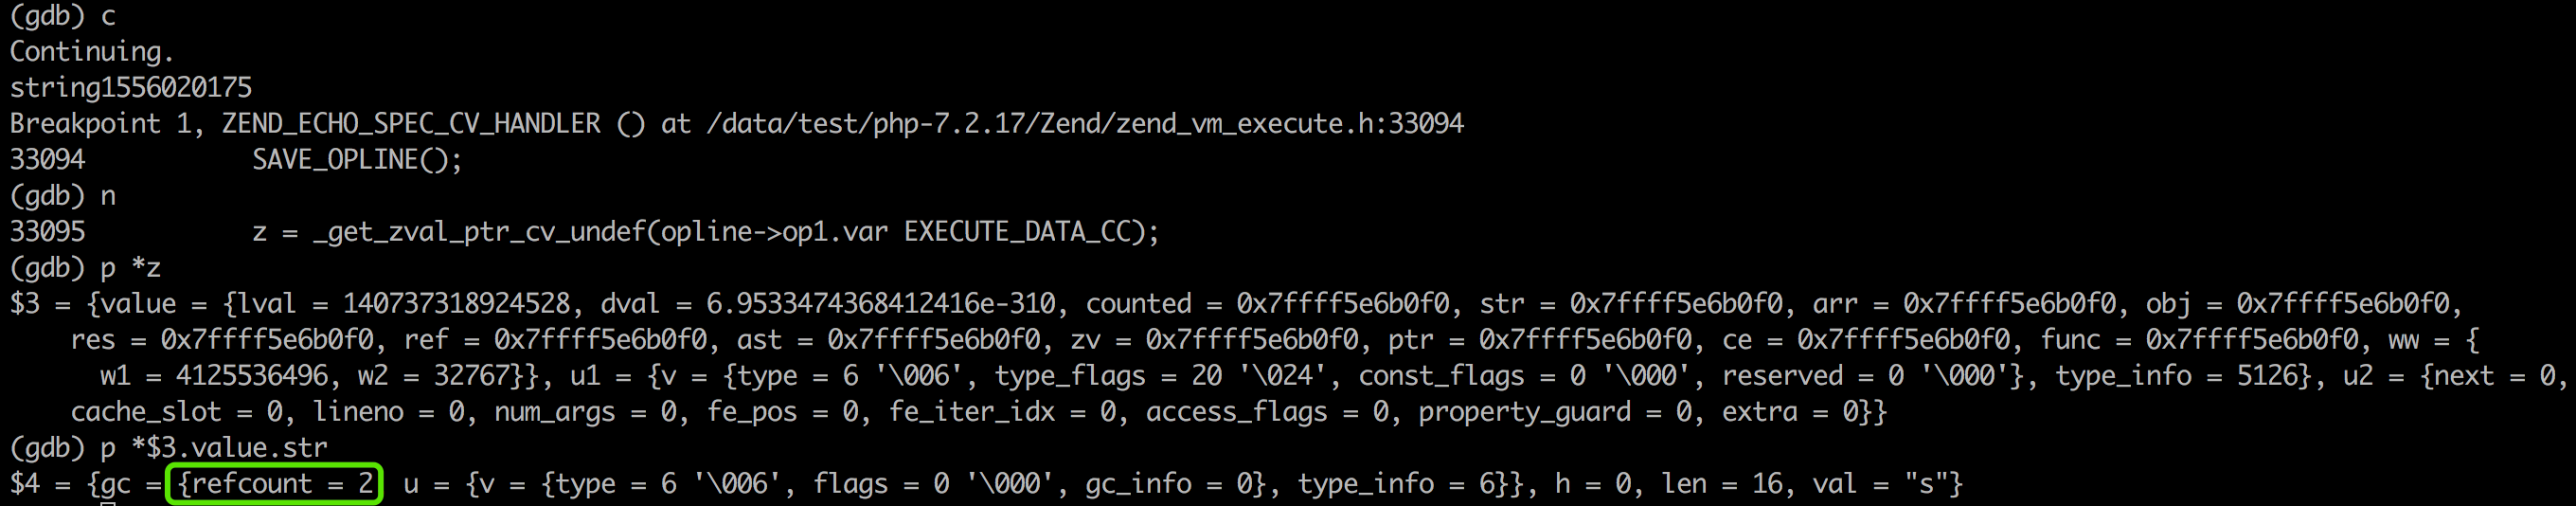 (gdb) c
Continuing.
string1556020175
Breakpoint 1, ZEND_ECHO_SPEC_CV_HANDLER () at /data/test/php-7.2.17/Zend/zend_vm_execute.h:33094
33094 SAVE_OPLINE();
(gdb) n
33095 z = _get_zval_ptr_cv_undef(opline->op1.var EXECUTE_DATA_CC);
(gdb) p *z
$3 = {value = {lval = 140737318924528, dval = 6.9533474368412416e-310, counted = 0x7ffff5e6b0f0, str = 0x7ffff5e6b0f0, arr = 0x7ffff5e6b0f0, obj = 0x7ffff5e6b0f0,
res = 0x7ffff5e6b0f0, ref = 0x7ffff5e6b0f0, ast = 0x7ffff5e6b0f0, zv = 0x7ffff5e6b0f0, ptr = 0x7ffff5e6b0f0, ce = 0x7ffff5e6b0f0, func = 0x7ffff5e6b0f0, ww = {
w1 = 4125536496, w2 = 32767}}, u1 = {v = {type = 6 '\006', type_flags = 20 '\024', const_flags = 0 '\000', reserved = 0 '\000'}, type_info = 5126}, u2 = {next = 0,
cache_slot = 0, lineno = 0, num_args = 0, fe_pos = 0, fe_iter_idx = 0, access_flags = 0, property_guard = 0, extra = 0}}
(gdb) p *$3.value.str
$4 = {gc = {refcount = 2 u = {v = {type = 6 '\006', flags = 0 '\000', gc_info = 0}, type_info = 6}}, h = 0, len = 16, val = "s"}